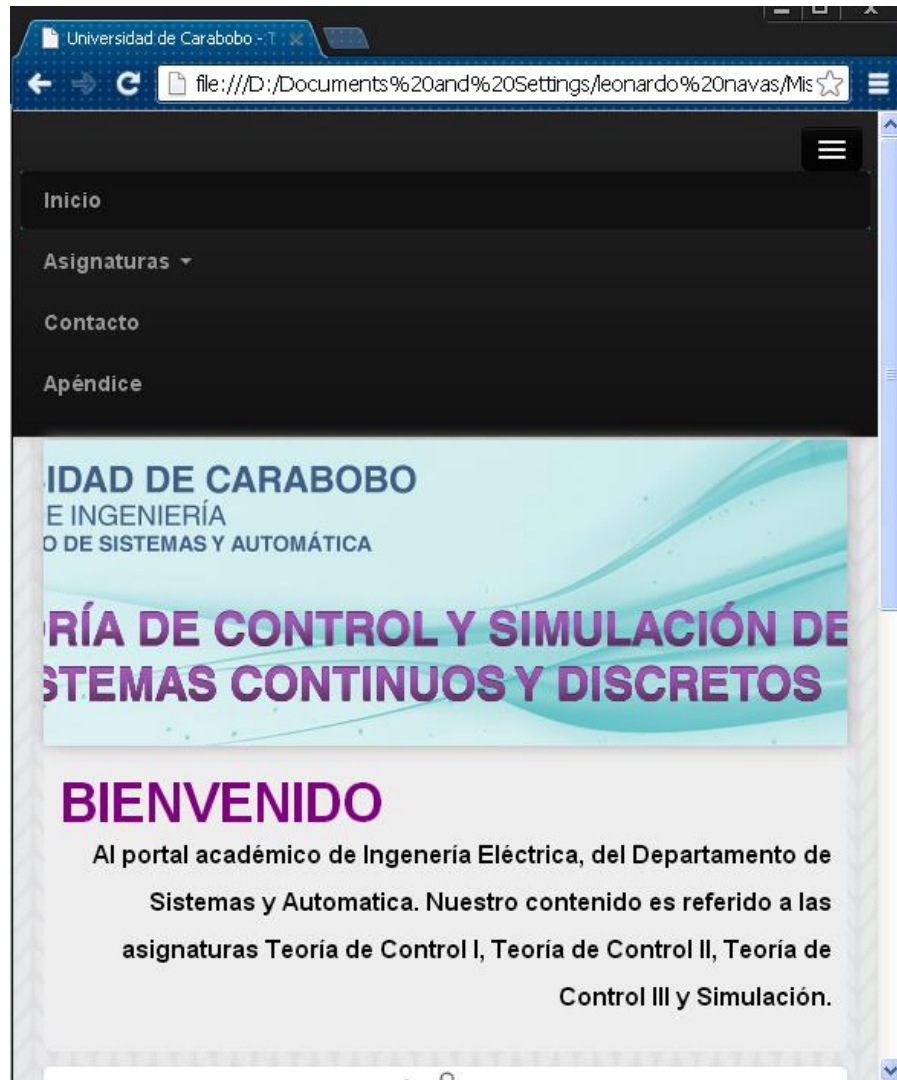 Universidad de Carabobo - T
file:///D:/Documents%20and%20Settings/leonardo%20navas/Mis
Inicio
Asignaturas
Contacto
Apéndice
SIDAD DE CARABOBO
E INGENIERÍA
O DE SISTEMAS Y AUTOMÁTICA
RÍA DE CONTROL Y SIMULACIÓN DE
STEMAS CONTINUOS Y DISCRETOS
BIENVENIDO
Al portal académico de Ingenería Eléctrica, del Departamento de
Sistemas y Automatica. Nuestro contenido es referido a las
asignaturas Teoría de Control I, Teoría de Control II, Teoría de
Control III y Simulación.